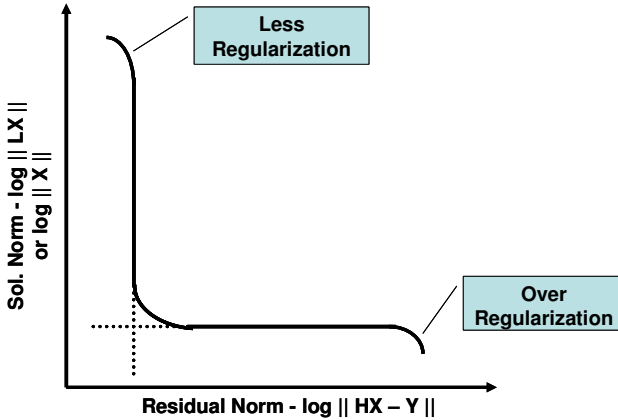 Less
Regularization
Sol. Norm - log || LX ||
or log || X ||
Over
Regularization
Residual Norm - log || HX – Y ||